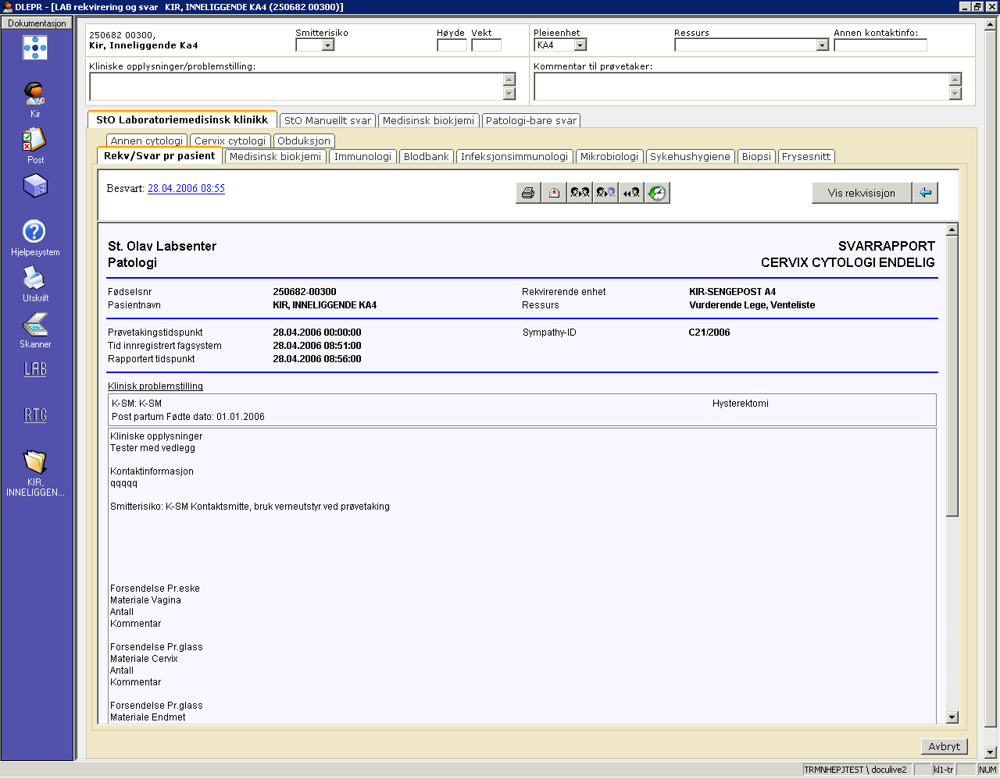 DLEPR - [LAB rekvirering og svar   KIR, INNELIGGENDE KA4 (250682 00300)]
Dokumentasjon
Kir
Post
Hjelpesystem
Utskrift
Skanner
LAB
RTG
KIR,
INNELIGGEN...
250682 00300,
Kir, Inneliggende Ka4
Smitterisiko
Høyde Vekt
Pleieenhet
KA4
Ressurs
Annen kontaktinfo:
Kliniske opplysninger/problemstilling:
Kommentar til prøvetaker:
StO Laboratoriemedisinsk klinikk StO Manuellt svar Medisinsk biokjemi Patologi-bare svar
Annen cytologi Cervix cytologi Obduksjon
Rekv/Svar pr pasient Medisinsk biokjemi Immunologi Blodbank Infeksjonsimmunologi Mikrobiologi Sykehushygiene Biopsi Frysesnitt
Besvart: 28.04.2006 08:55
Vis rekvisisjon
St. Olav Labsenter SVARRAPPORT
Patologi CERVIX CYTOLOGI ENDELIG
Fødselsnr 250682-00300 Rekvirerende enhet KIR-SENGEPOST A4
Pasientnavn KIR, INNELIGGENDE KA4 Ressurs Vurderende Lege, Venteliste
Prøvetakingstidspunkt 28.04.2006 00:00:00 Sympathy-ID C21/2006
Tid innregistrert fagsystem 28.04.2006 08:51:00
Rapportert tidspunkt 28.04.2006 08:56:00
Klinisk problemstilling
K-SM: K-SM Hysterektomi
Post partum Fødte dato: 01.01.2006
Kliniske opplysninger
Tester med vedlegg
Kontaktinformasjon
qqqqq
Smitterisiko: K-SM Kontaktsmitte, bruk verneutstyr ved prøvetaking
Forsendelse Pr.eske
Materiale Vagina
Antall
Kommentar
Forsendelse Pr.glass
Materiale Cervix
Antall
Kommentar
Forsendelse Pr.glass
Materiale Endmet
Avbryt
TRMNHEPJTEST \ doculive2 kl1-tr NUM